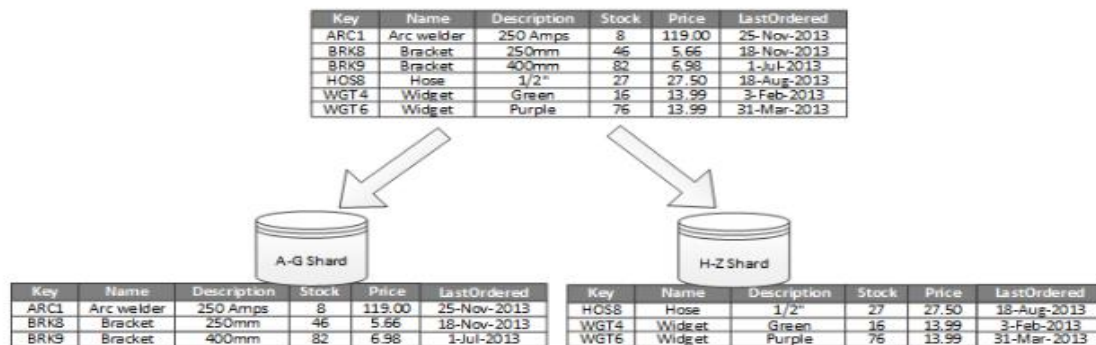 Key Name Description Stock Price LastOrdered
ARC1 Arc welder 250 Amps 8 119.00 25-Nov-2013
BRK8 Bracket 250mm 46 5.66 18-Nov-2013
BRK9 Bracket 400mm 82 6.98 1-Jul-2013
HOS8 Hose 1/2" 27 27.50 18-Aug-2013
WGT4 Widget Green 16 13.99 3-Feb-2013
WGT6 Widget Purple 76 13.99 31-Mar-2013
A-G Shard
Key Name Description Stock Price LastOrdered
ARC1 Arc welder 250 Amps 8 119.00 25-Nov-2013
BRK8 Bracket 250mm 46 5.66 18-Nov-2013
BRK9 Bracket 400mm 82 6.98 1-Jul-2013
H-Z Shard
Key Name Description Stock Price LastOrdered
HOS8 Hose 1/2" 27 27.50 18-Aug-2013
WGT4 Widget Green 16 13.99 3-Feb-2013
WGT6 Widget Purple 76 13.99 31-Mar-2013